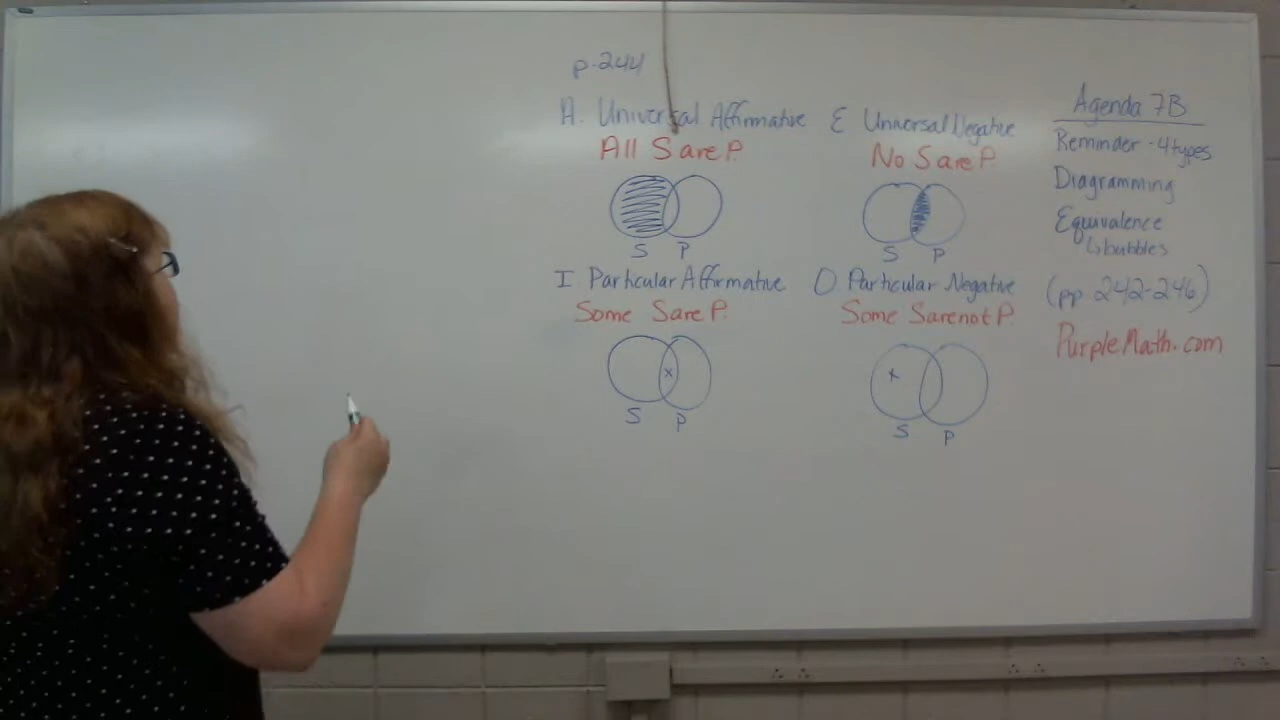 p.244
A. Universal Affirmative
All S are P.
S P
E Universal Negative
No S are P
S P
I. Particular Affirmative
Some S are P.
S P
O Particular Negative
Some S are not P.
S P
Agenda 7B
Reminder - 4 types
Diagramming
Equivalence
↳ bubbles
(pp 242-246)
PurpleMath.com